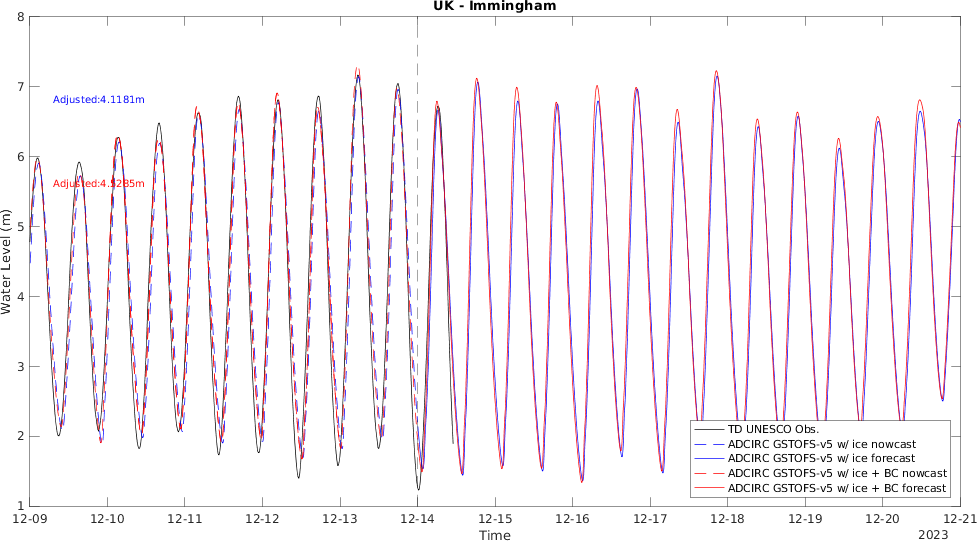 UK - Immingham
8
7
6
5
4
3
2
1
Water Level (m)
Adjusted:4.1181m
TD UNESCO Obs.
ADCIRC GSTOFS-v5 w/ ice nowcast
ADCIRC GSTOFS-v5 w/ ice forecast
ADCIRC GSTOFS-v5 w/ ice + BC nowcast
ADCIRC GSTOFS-v5 w/ ice + BC forecast
12-09 12-10 12-11 12-12 12-13 12-14 12-15 12-16 12-17 12-18 12-19 12-20 12-21
Time
2023